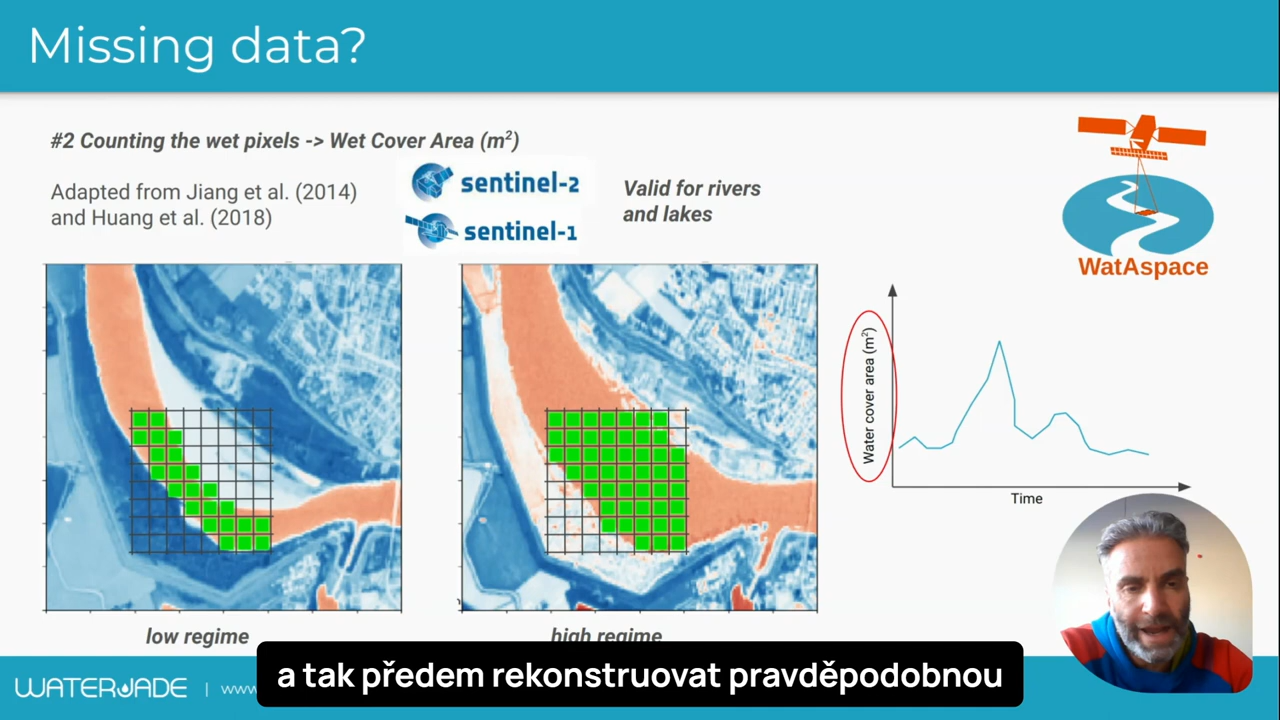 Missing data?
#2 Counting the wet pixels -> Wet Cover Area (m²)
Adapted from Jiang et al. (2014)
and Huang et al. (2018)
sentinel-2
sentinel-1
Valid for rivers
and lakes
WatAspace
Water cover area (m²)
Time
low regime
high regime
WATERJADE | www
a tak předem rekonstruovat pravděpodobnou